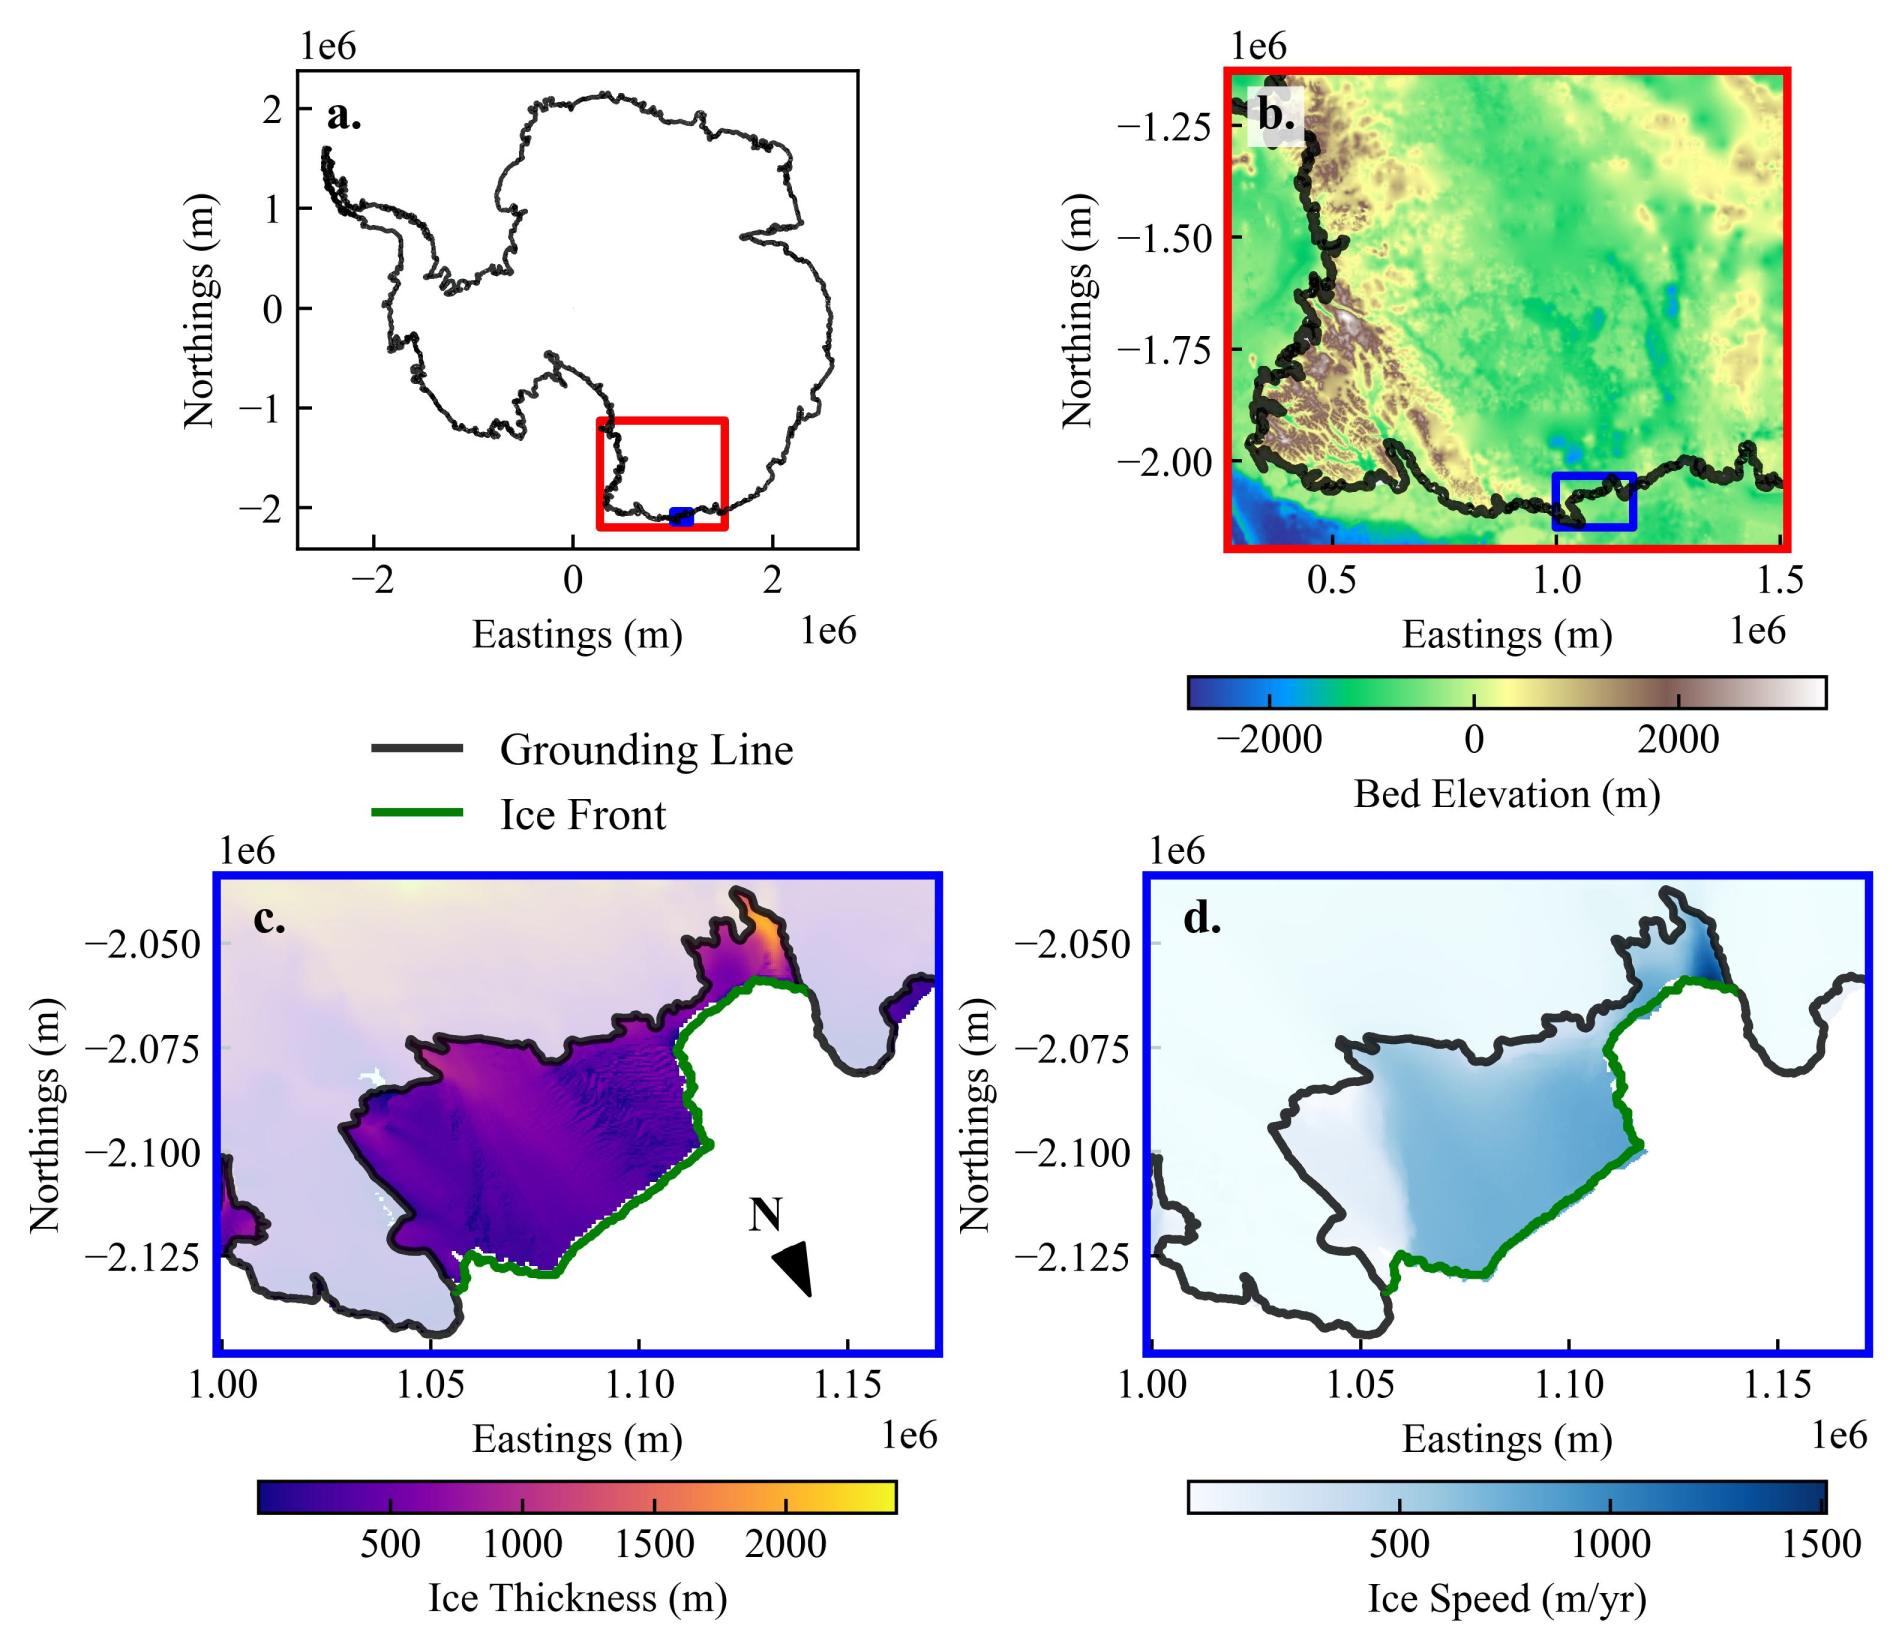 1e6
a.
2
1
0
−1
−2
Northings (m)
−2
0
2
Eastings (m)
1e6
1e6
b.
−1.25
−1.50
−1.75
−2.00
Northings (m)
0.5
1.0
1.5
Eastings (m)
1e6
−2000
0
2000
Bed Elevation (m)
Grounding Line
Ice Front
1e6
c.
−2.050
−2.075
−2.100
−2.125
Northings (m)
N
1.00
1.05
1.10
1.15
Eastings (m)
1e6
500
1000
1500
2000
Ice Thickness (m)
1e6
d.
−2.050
−2.075
−2.100
−2.125
Northings (m)
1.00
1.05
1.10
1.15
Eastings (m)
1e6
500
1000
1500
Ice Speed (m/yr)